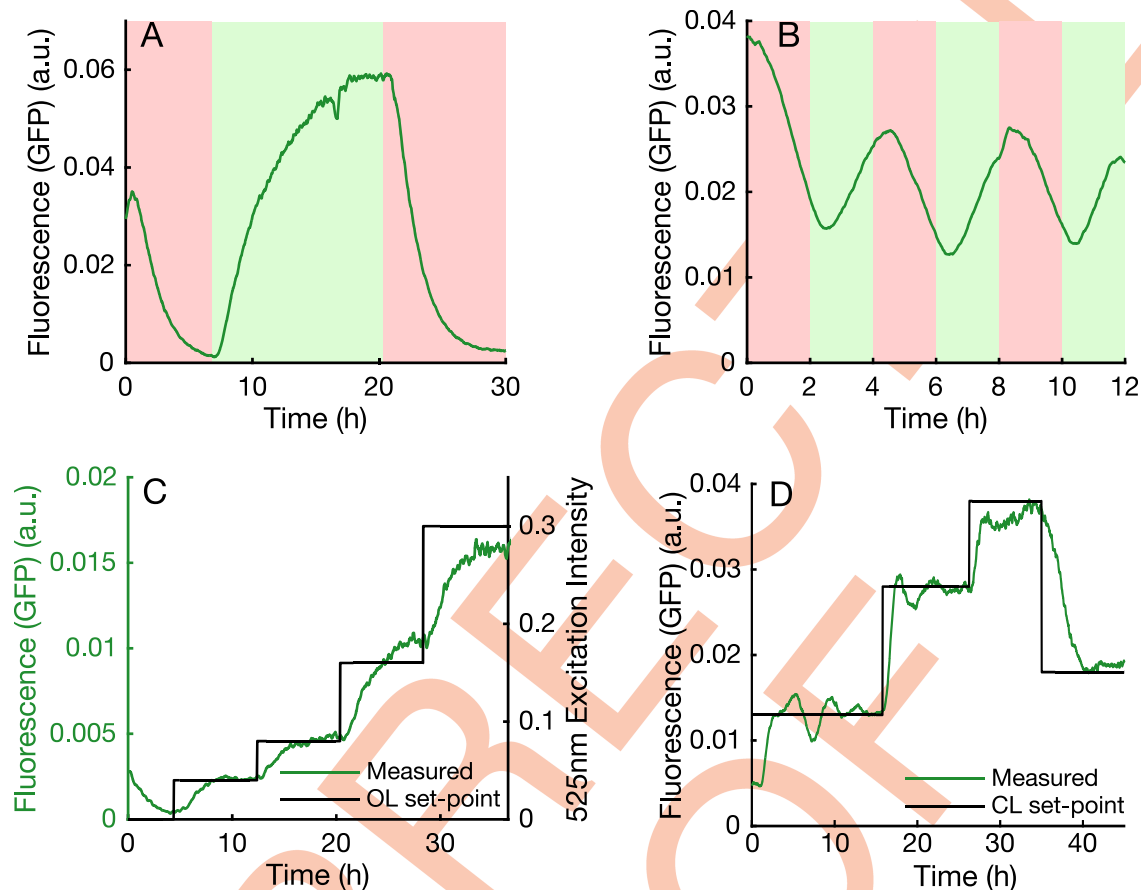 A
Fluorescence (GFP) (a.u.)
0.06
0.04
0.02
0
0
10
20
30
Time (h)
B
Fluorescence (GFP) (a.u.)
0.04
0.03
0.02
0.01
0
0
2
4
6
8
10
12
Time (h)
C
Fluorescence (GFP) (a.u.)
0.02
0.015
0.01
0.005
0
525nm Excitation Intensity
0.3
0.2
0.1
0
Measured
OL set-point
0
10
20
30
Time (h)
D
Fluorescence (GFP) (a.u.)
0.04
0.03
0.02
0.01
0
Measured
CL set-point
0
10
20
30
40
Time (h)